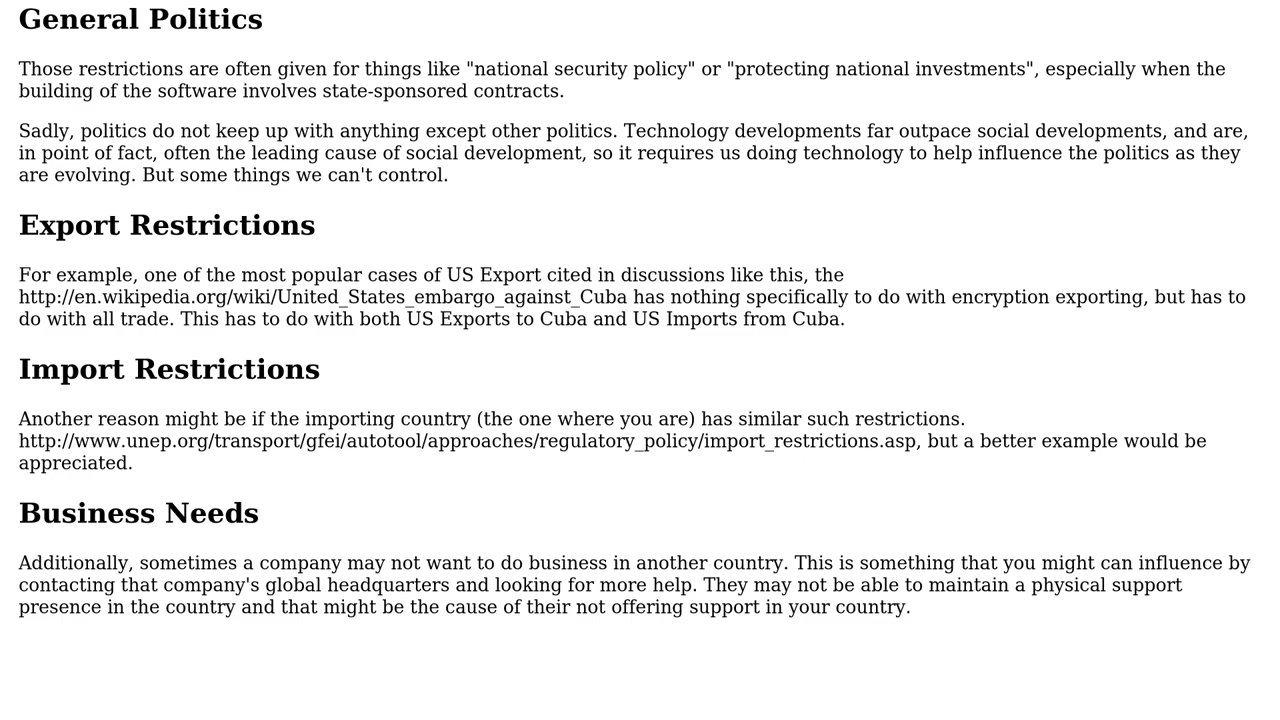 General Politics
Those restrictions are often given for things like "national security policy" or "protecting national investments", especially when the
building of the software involves state-sponsored contracts.
Sadly, politics do not keep up with anything except other politics. Technology developments far outpace social developments, and are,
in point of fact, often the leading cause of social development, so it requires us doing technology to help influence the politics as they
are evolving. But some things we can't control.
Export Restrictions
For example, one of the most popular cases of US Export cited in discussions like this, the
http://en.wikipedia.org/wiki/United_States_embargo_against_Cuba has nothing specifically to do with encryption exporting, but has to
do with all trade. This has to do with both US Exports to Cuba and US Imports from Cuba.
Import Restrictions
Another reason might be if the importing country (the one where you are) has similar such restrictions.
http://www.unep.org/transport/gfei/autotool/approaches/regulatory_policy/import_restrictions.asp, but a better example would be
appreciated.
Business Needs
Additionally, sometimes a company may not want to do business in another country. This is something that you might can influence by
contacting that company's global headquarters and looking for more help. They may not be able to maintain a physical support
presence in the country and that might be the cause of their not offering support in your country.